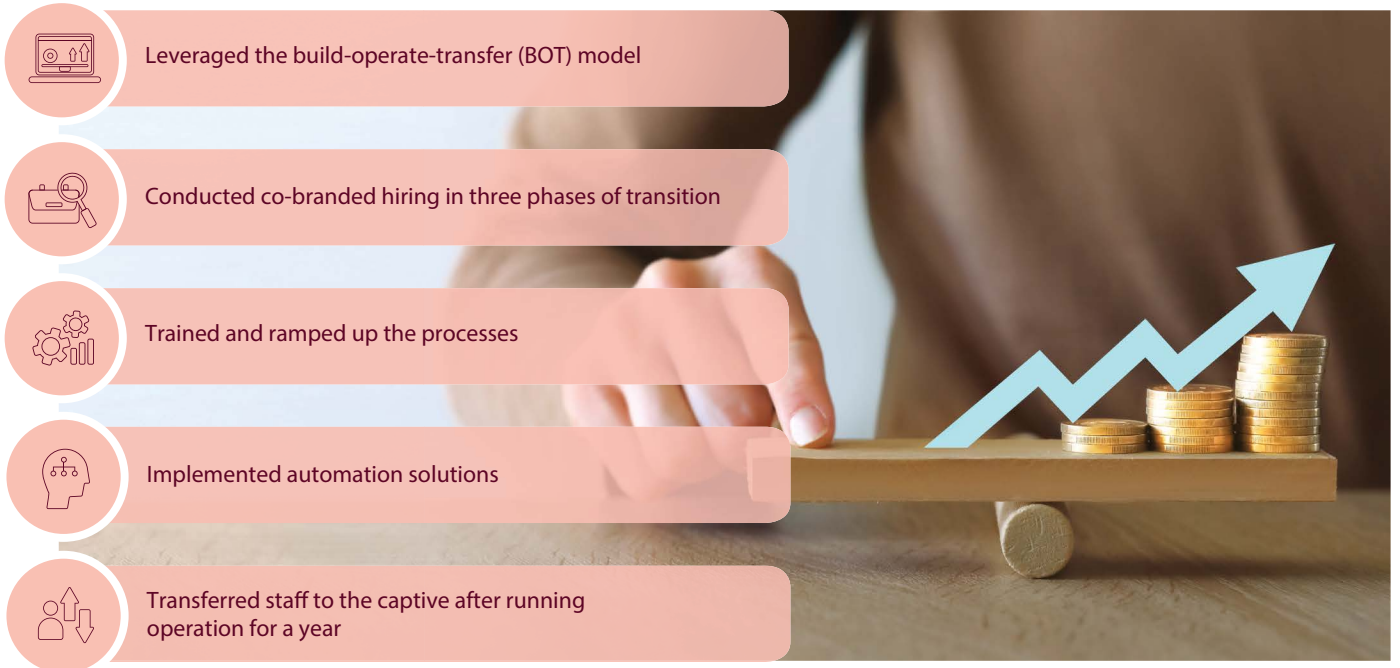 Leveraged the build-operate-transfer (BOT) model
Conducted co-branded hiring in three phases of transition
Trained and ramped up the processes
Implemented automation solutions
Transferred staff to the captive after running
operation for a year